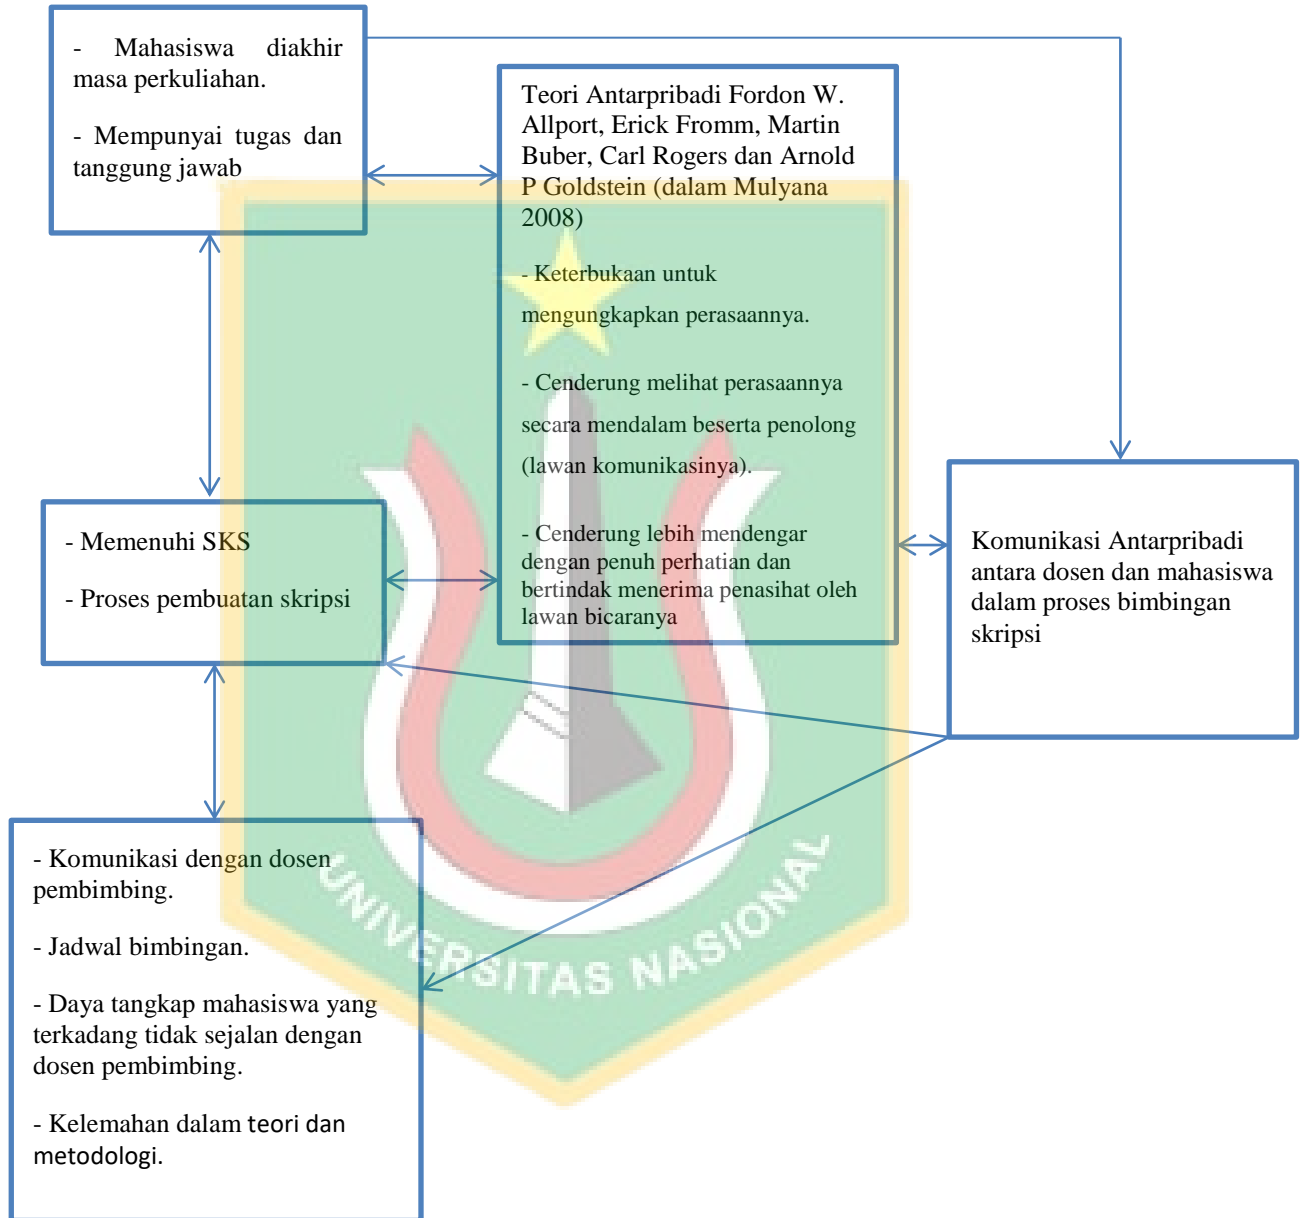 - Mahasiswa diakhir
masa perkuliahan.
- Mempunyai tugas dan
tanggung jawab
Teori Antarpribadi Fordon W.
Allport, Erick Fromm, Martin
Buber, Carl Rogers dan Arnold
P Goldstein (dalam Mulyana
2008)
- Keterbukaan untuk
mengungkapkan perasaannya.
- Cenderung melihat perasaannya
secara mendalam beserta penolong
(lawan komunikasinya).
- Cenderung lebih mendengar
dengan penuh perhatian dan
bertindak menerima penasihat oleh
lawan bicaranya
- Memenuhi SKS
- Proses pembuatan skripsi
Komunikasi Antarpribadi
antara dosen dan mahasiswa
dalam proses bimbingan
skripsi
- Komunikasi dengan dosen
pembimbing.
- Jadwal bimbingan.
- Daya tangkap mahasiswa yang
terkadang tidak sejalan dengan
dosen pembimbing.
- Kelemahan dalam teori dan
metodologi.
UNIVERSITAS NASIONAL